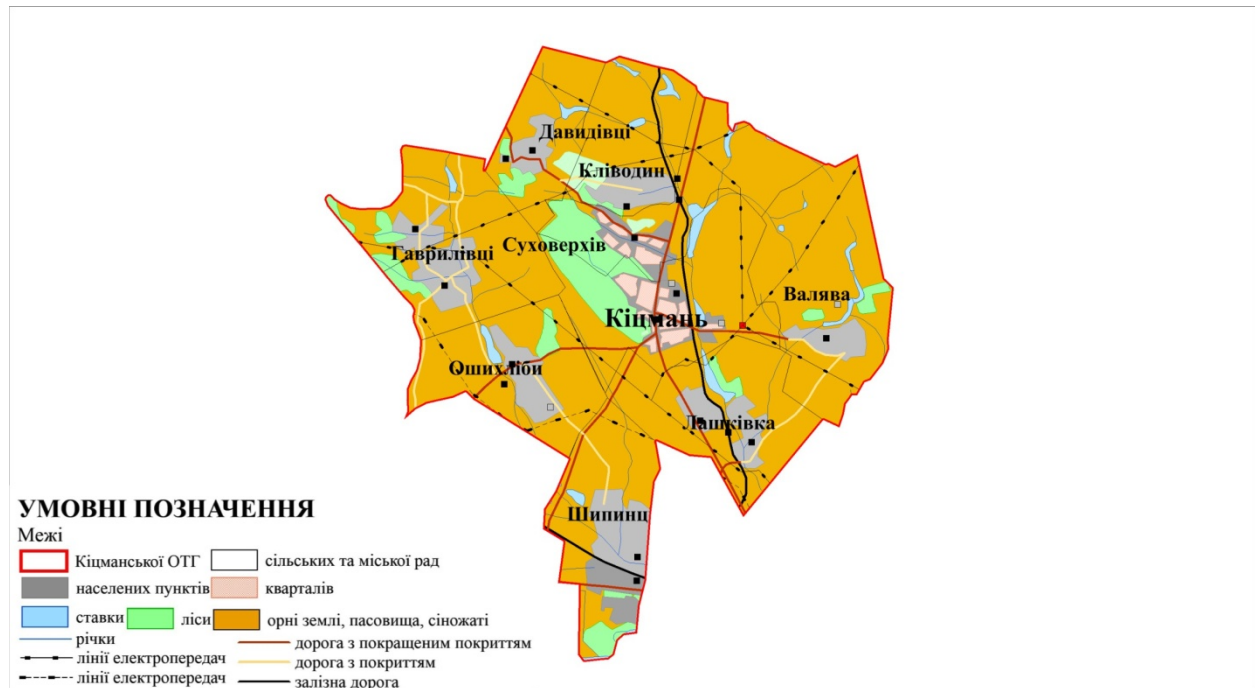 Давидівці
Кліводин
Суховерхів
Гаврилівці
Валява
Кіцмань
Ошихліби
Лашківка
Шипинц
УМОВНІ ПОЗНАЧЕННЯ
Межі
Кіцманської ОТГ сільських та міської рад
населених пунктів кварталів
ставки ліси орні землі, пасовища, сіножаті
річки дорога з покращеним покриттям
лінії електропередач дорога з покриттям
лінії електропередач залізна дорога